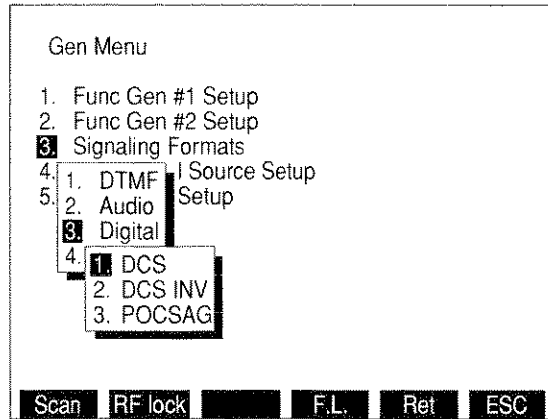 Gen Menu
1. Func Gen #1 Setup
2. Func Gen #2 Setup
3. Signaling Formats
4. l Source Setup
5. Setup
1. DTMF
2. Audio
3. Digital
4.
1. DCS
2. DCS INV
3. POCSAG
Scan RF lock F.L. Ret ESC